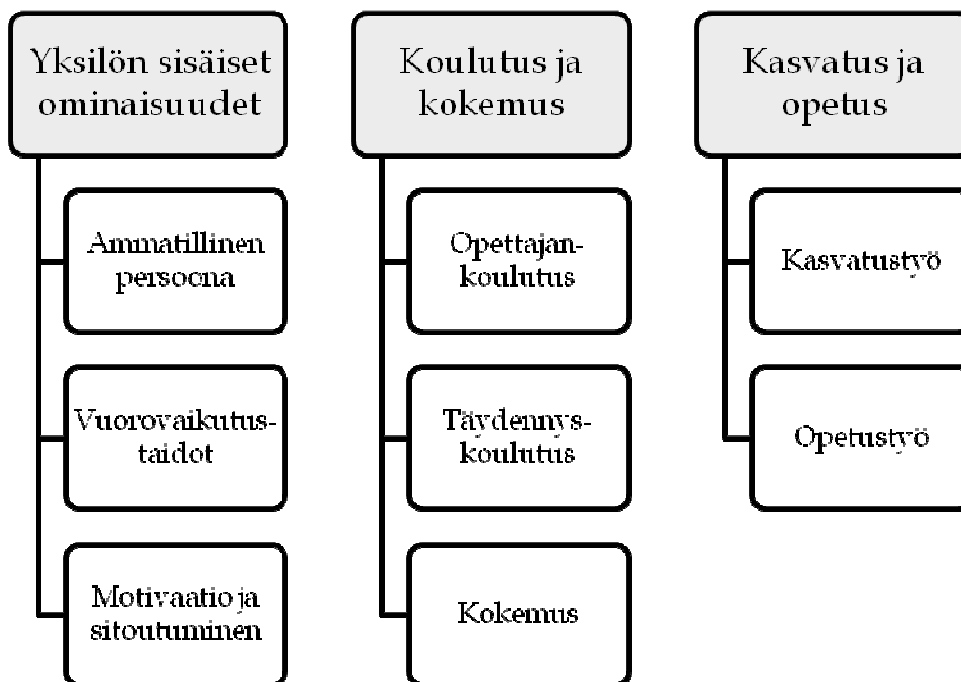 Yksilön sisäiset
ominaisuudet
Ammatillinen
persoona
Vuorovaikutus-
taidot
Motivaatio ja
sitoutuminen
Koulutus ja
kokemus
Opettajan-
koulutus
Täydennys-
koulutus
Kokemus
Kasvatus ja
opetus
Kasvatustyö
Opetustyö